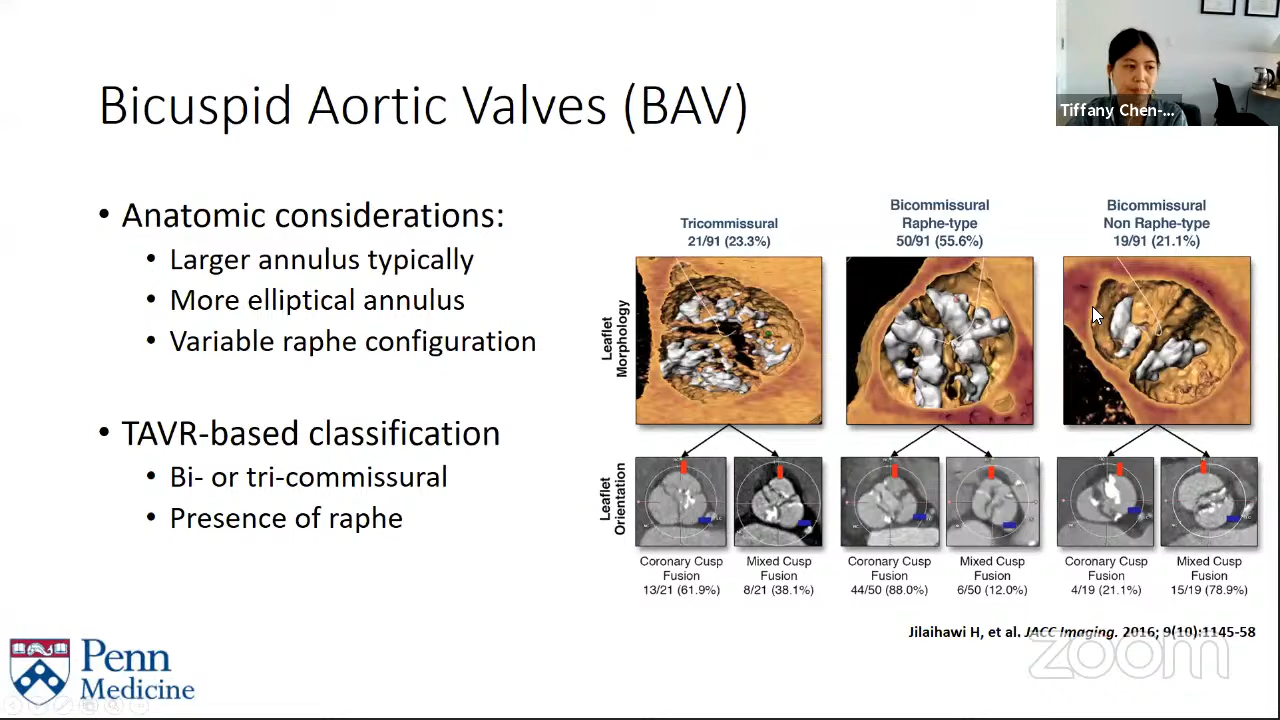 Tiffany Chen-...
Bicuspid Aortic Valves (BAV)
• Anatomic considerations:
• Larger annulus typically
• More elliptical annulus
• Variable raphe configuration
• TAVR-based classification
• Bi- or tri-commissural
• Presence of raphe
Tricommissural
21/91 (23.3%)
Bicommissural
Raphe-type
50/91 (55.6%)
Bicommissural
Non Raphe-type
19/91 (21.1%)
Leaflet
Morphology
Leaflet
Orientation
Coronary Cusp
Fusion
13/21 (61.9%)
Mixed Cusp
Fusion
8/21 (38.1%)
Coronary Cusp
Fusion
44/50 (88.0%)
Mixed Cusp
Fusion
6/50 (12.0%)
Coronary Cusp
Fusion
4/19 (21.1%)
Mixed Cusp
Fusion
15/19 (78.9%)
Jilaihawi H, et al. JACC Imaging. 2016; 9(10):1145-58
zoom
Penn
Medicine